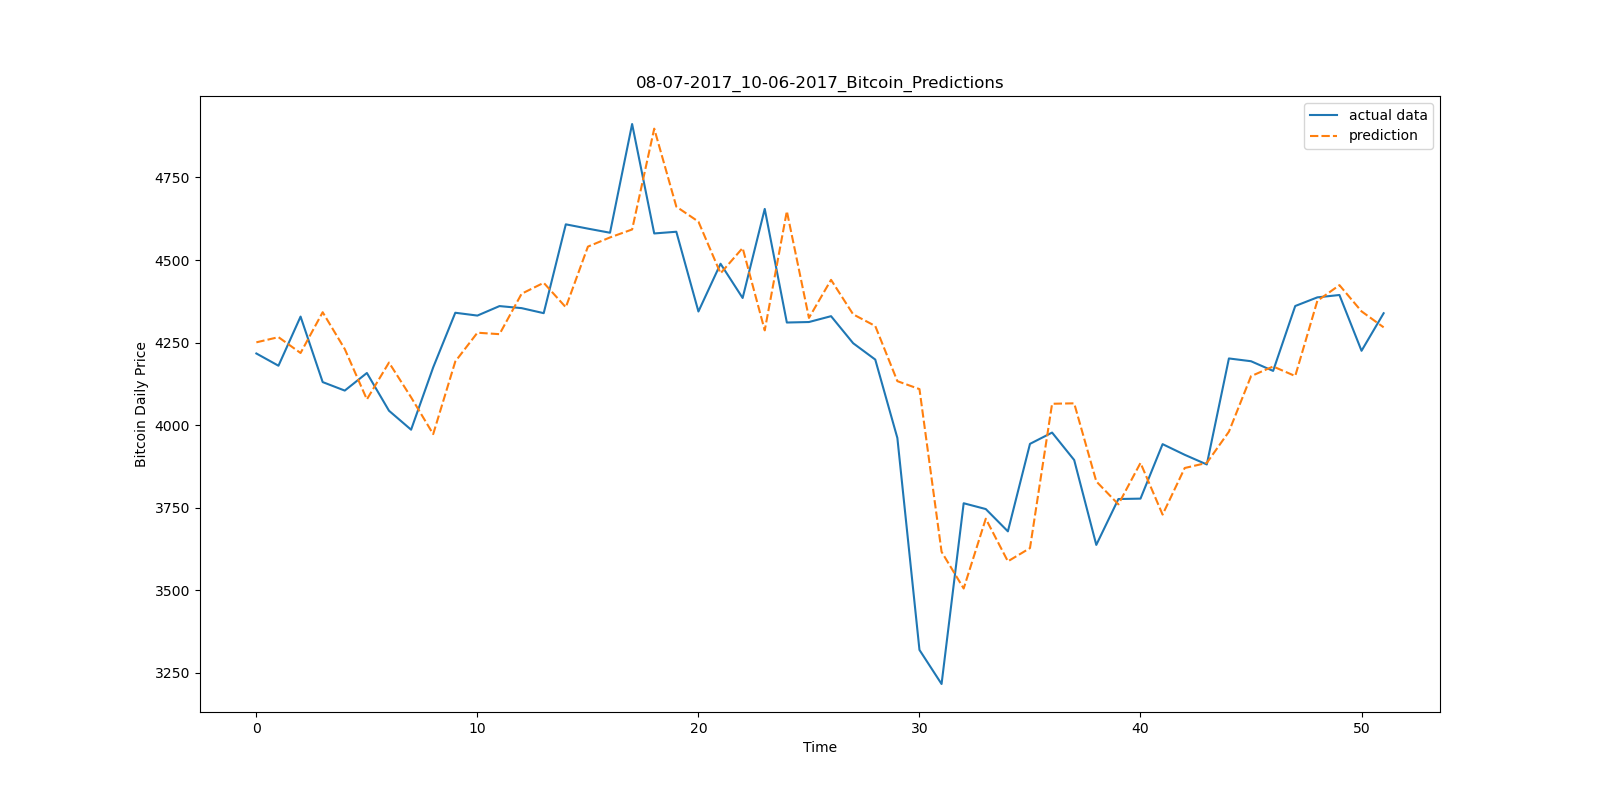 08-07-2017_10-06-2017_Bitcoin_Predictions
actual data
prediction
4750
4500
4250
4000
3750
3500
3250
Bitcoin Daily Price
0 10 20 30 40 50
Time